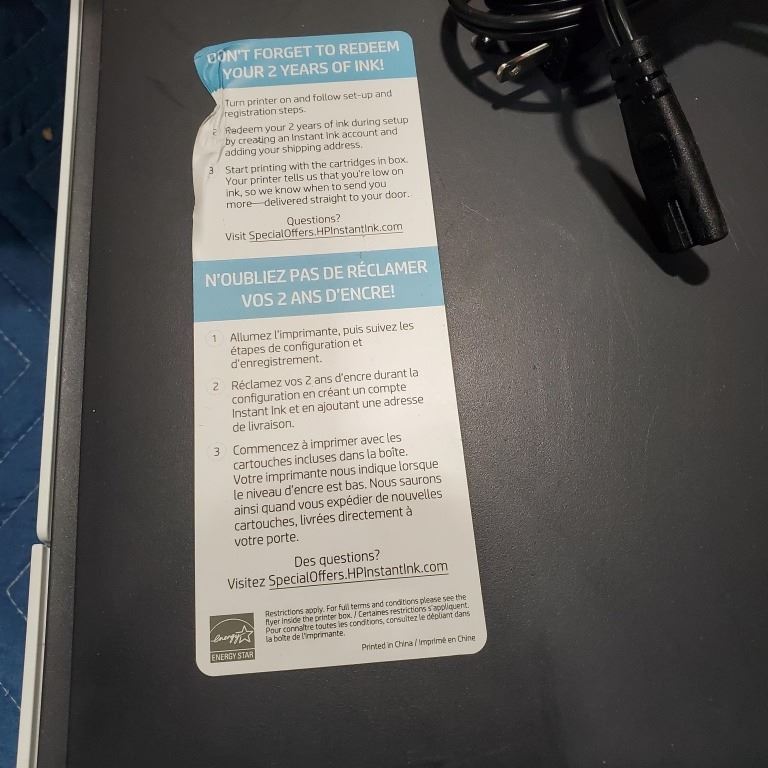 DON'T FORGET TO REDEEM
YOUR 2 YEARS OF INK!
Turn printer on and follow set-up and
registration steps.
2 Redeem your 2 years of ink during setup
by creating an Instant Ink account and
adding your shipping address.
3 Start printing with the cartridges in box.
Your printer tells us that you're low on
ink, so we know when to send you
more—delivered straight to your door.
Questions?
Visit SpecialOffers.HPInstantInk.com
N'OUBLIEZ PAS DE RÉCLAMER
VOS 2 ANS D'ENCRE!
1 Allumez l'imprimante, puis suivez les
étapes de configuration et
d'enregistrement.
2 Réclamez vos 2 ans d'encre durant la
configuration en créant un compte
Instant Ink et en ajoutant une adresse
de livraison.
3 Commencez à imprimer avec les
cartouches incluses dans la boîte.
Votre imprimante nous indique lorsque
le niveau d'encre est bas. Nous saurons
ainsi quand vous expédier de nouvelles
cartouches, livrées directement à
votre porte.
Des questions?
Visitez SpecialOffers.HPInstantInk.com
energy
ENERGY STAR
Restrictions apply. For full terms and conditions please see the
flyer inside the printer box. / Certaines restrictions s'appliquent.
Pour connaître toutes les conditions, consultez le dépliant dans
la boîte de l'imprimante.
Printed in China / Imprimé en Chine